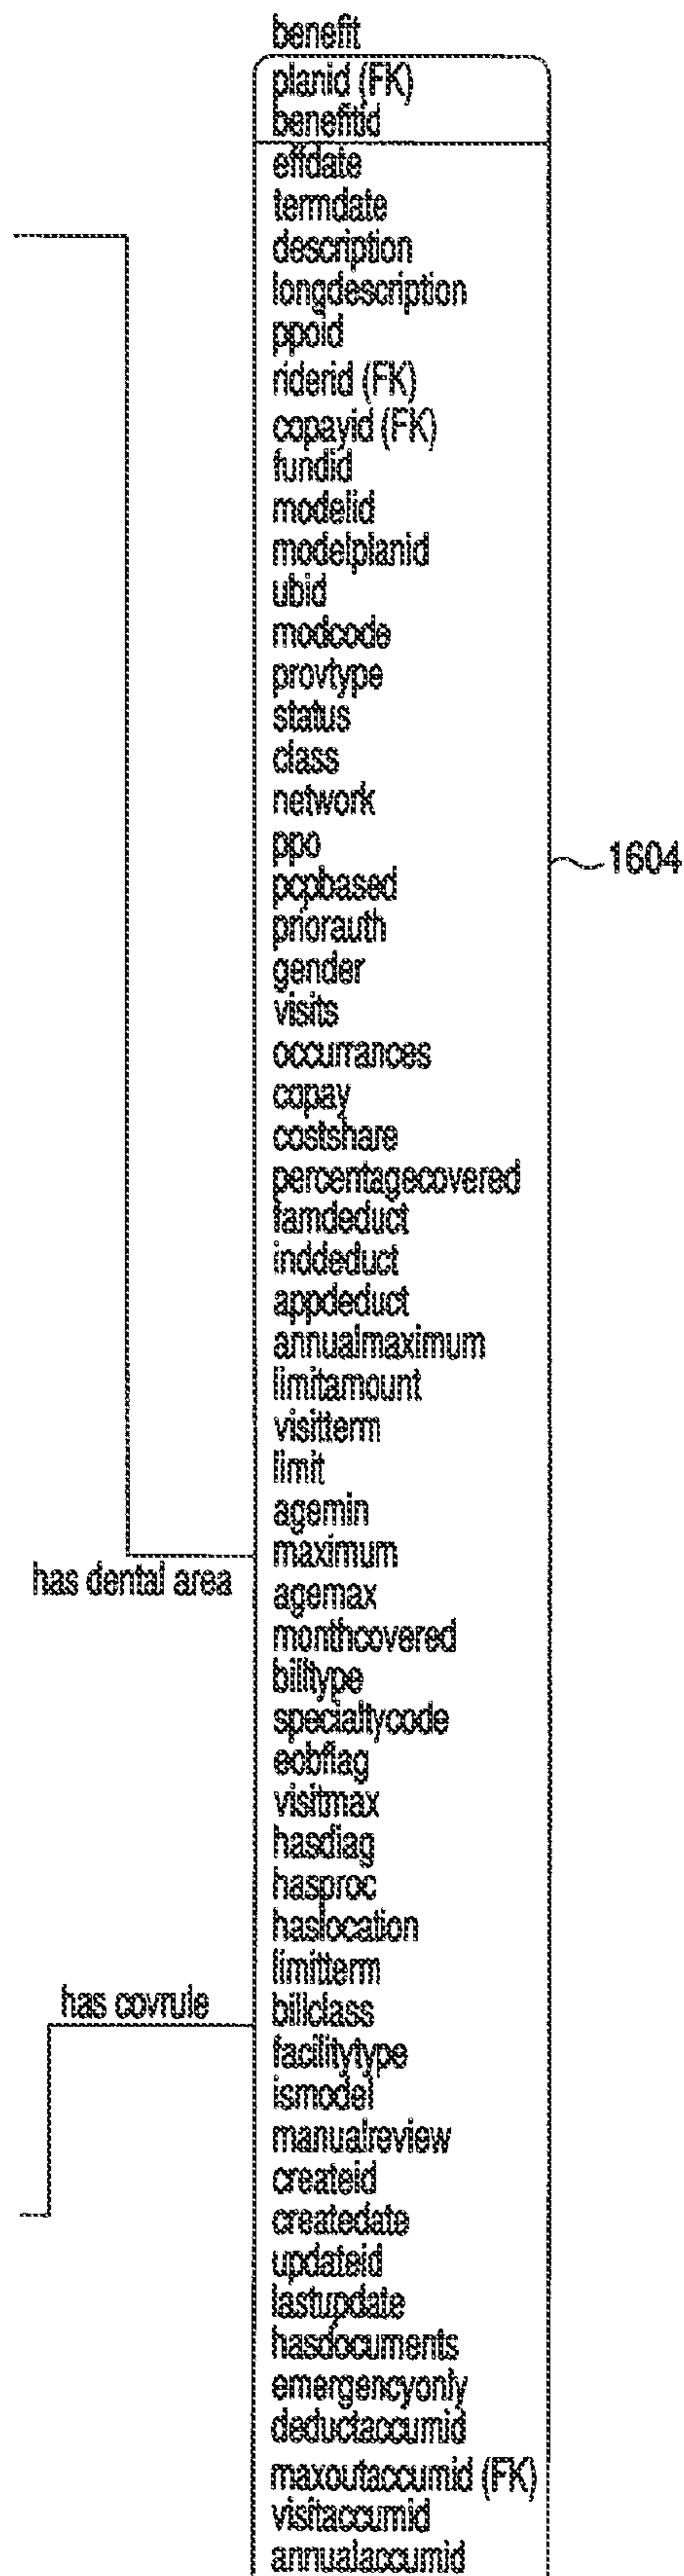 benefit
planid (FK)
benefitid
effdate
termdate
description
longdescription
ppoid
riderid (FK)
copayid (FK)
fundid
modelid
modelplanid
ubid
modcode
provtype
status
class
network
ppo
1604
pcpbased
priorauth
gender
visits
occurrances
copay
costshare
percentagecovered
famdeduct
inddeduct
appdeduct
annualmaximum
limitamount
visitterm
limit
agemin
maximum
has dental area
agemax
monthcovered
billtype
specialtycode
eobflag
visitmax
hasdiag
hasproc
haslocation
limitterm
has covrule
billclass
facilitytype
ismodel
manualreview
createid
createdate
updateid
lastupdate
hasdocuments
emergencyonly
deductaccumid
maxoutaccumid (FK)
visitaccumid
annualaccumid